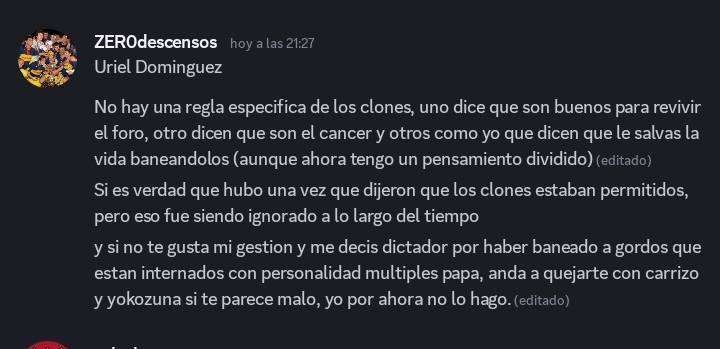 ZER0descensos hoy a las 21:27
Uriel Dominguez
No hay una regla especifica de los clones, uno dice que son buenos para revivir
el foro, otro dicen que son el cancer y otros como yo que dicen que le salvas la
vida baneandolos (aunque ahora tengo un pensamiento dividido) (editado)
Si es verdad que hubo una vez que dijeron que los clones estaban permitidos,
pero eso fue siendo ignorado a lo largo del tiempo
y si no te gusta mi gestion y me decis dictador por haber baneado a gordos que
estan internados con personalidad multiples papa, anda a quejarte con carrizo
y yokozuna si te parece malo, yo por ahora no lo hago. (editado)